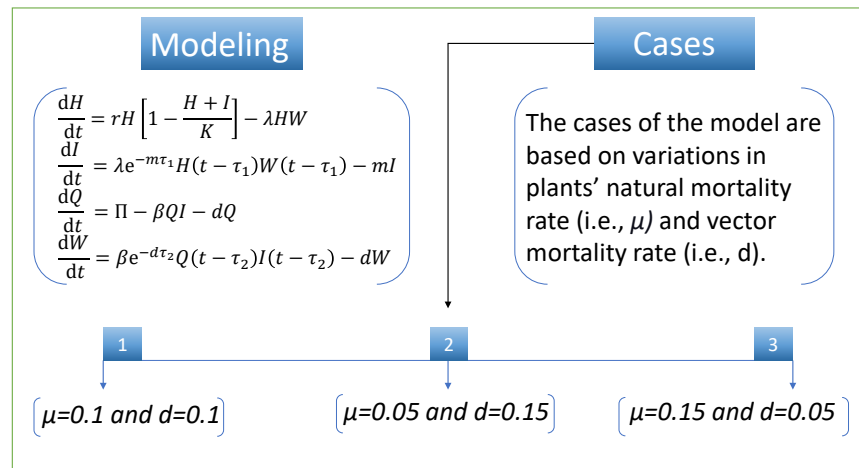 Modeling
Cases
dH/dt = rH [1 − (H + I)/K] − λHW
dI/dt = λe^{−mτ₁}H(t − τ₁)W(t − τ₁) − mI
dQ/dt = Π − βQI − dQ
dW/dt = βe^{−dτ₂}Q(t − τ₂)I(t − τ₂) − dW
The cases of the model are
based on variations in
plants’ natural mortality
rate (i.e., μ) and vector
mortality rate (i.e., d).
1
2
3
μ=0.1 and d=0.1
μ=0.05 and d=0.15
μ=0.15 and d=0.05